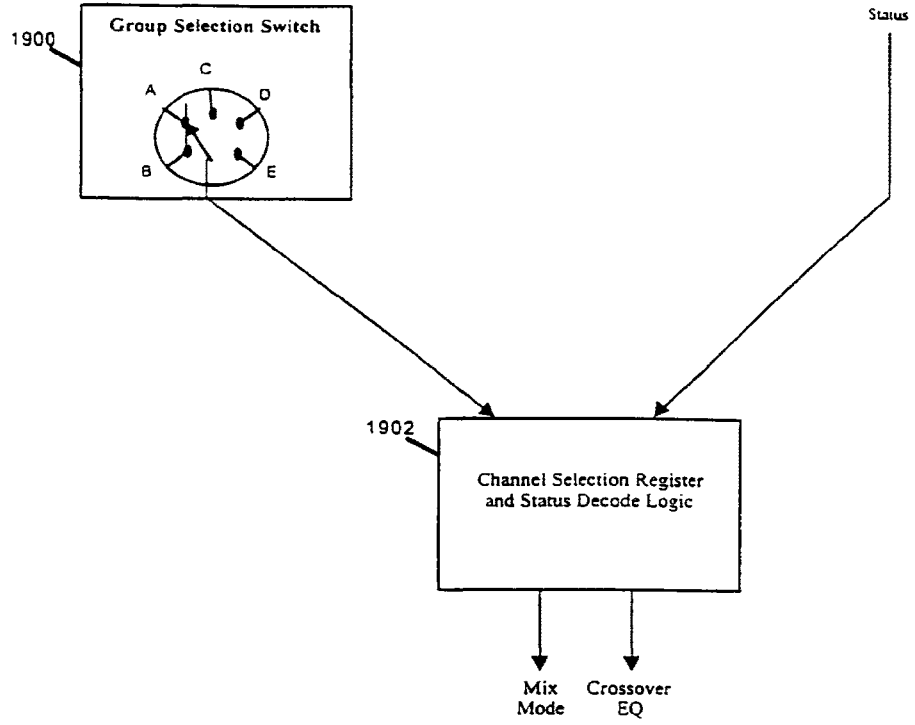 Group Selection Switch
Status
1900
C
A
D
B
E
1902
Channel Selection Register
and Status Decode Logic
Mix
Mode
Crossover
EQ